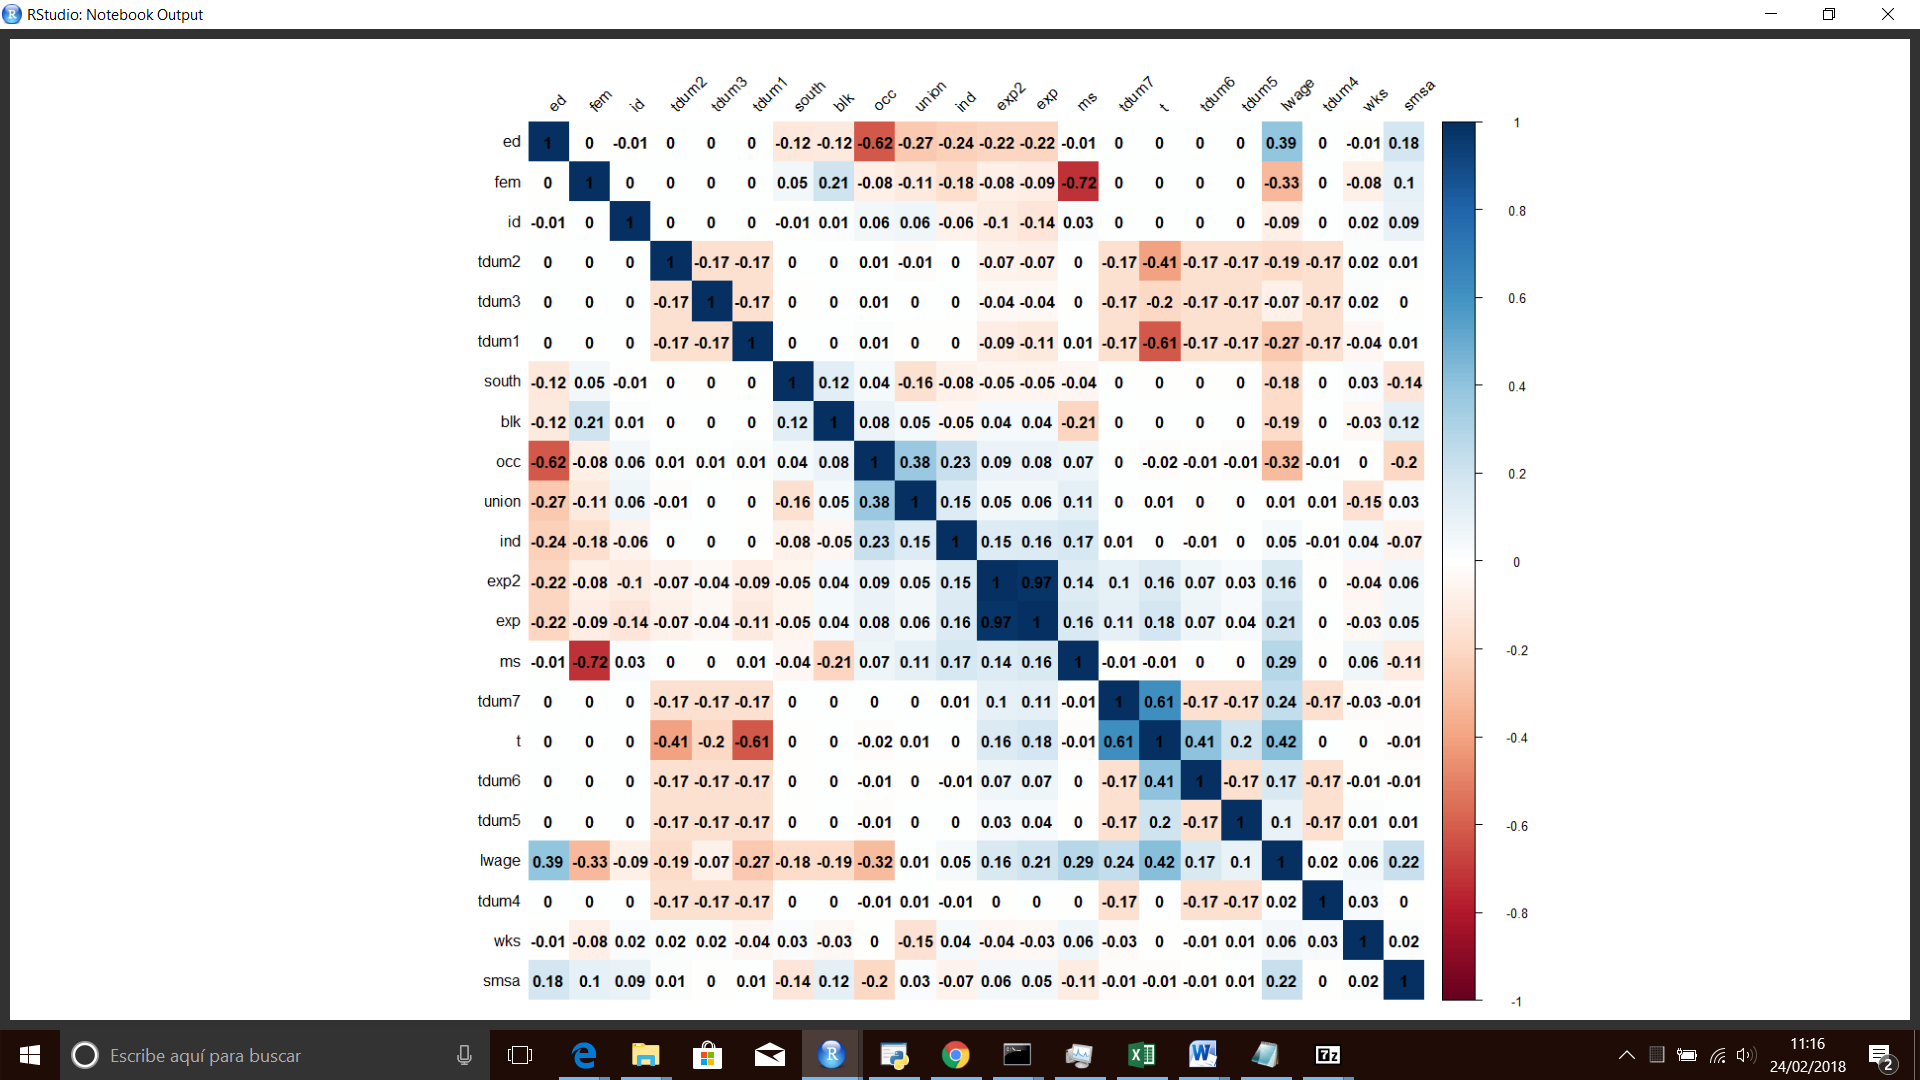 RStudio: Notebook Output
ed fem id tdum2 tdum3 tdum1 south blk occ union ind exp2 exp ms tdum7 t tdum6 tdum5 lwage tdum4 wks smsa
ed 1 0 -0.01 0 0 0 -0.12 -0.12 -0.62 -0.27 -0.24 -0.22 -0.22 -0.01 0 0 0 0 0.39 0 -0.01 0.18
fem 0 1 0 0 0 0 0.05 0.21 -0.08 -0.11 -0.18 -0.08 -0.09 -0.72 0 0 0 0 -0.33 0 -0.08 0.1
id -0.01 0 1 0 0 0 -0.01 0.01 0.06 0.06 -0.06 -0.1 -0.14 0.03 0 0 0 0 -0.09 0 0.02 0.09
tdum2 0 0 0 1 -0.17 -0.17 0 0 0.01 -0.01 0 -0.07 -0.07 0 -0.17 -0.41 -0.17 -0.17 -0.19 -0.17 0.02 0.01
tdum3 0 0 0 -0.17 1 -0.17 0 0 0.01 0 0 -0.04 -0.04 0 -0.17 -0.2 -0.17 -0.17 -0.07 -0.17 0.02 0
tdum1 0 0 0 -0.17 -0.17 1 0 0 0.01 0 0 -0.09 -0.11 0.01 -0.17 -0.61 -0.17 -0.17 -0.27 -0.17 -0.04 0.01
south -0.12 0.05 -0.01 0 0 0 1 0.12 0.04 -0.16 -0.08 -0.05 -0.05 -0.04 0 0 0 0 -0.18 0 0.03 -0.14
blk -0.12 0.21 0.01 0 0 0 0.12 1 0.08 0.05 -0.05 0.04 0.04 -0.21 0 0 0 0 -0.19 0 -0.03 0.12
occ -0.62 -0.08 0.06 0.01 0.01 0.01 0.04 0.08 1 0.38 0.23 0.09 0.08 0.07 0 -0.02 -0.01 -0.01 -0.32 -0.01 0 -0.2
union -0.27 -0.11 0.06 -0.01 0 0 -0.16 0.05 0.38 1 0.15 0.05 0.06 0.11 0 0.01 0 0 0.01 0.01 -0.15 0.03
ind -0.24 -0.18 -0.06 0 0 0 -0.08 -0.05 0.23 0.15 1 0.15 0.16 0.17 0.01 0 -0.01 0 0.05 -0.01 0.04 -0.07
exp2 -0.22 -0.08 -0.1 -0.07 -0.04 -0.09 -0.05 0.04 0.09 0.05 0.15 1 0.97 0.14 0.1 0.16 0.07 0.03 0.16 0 -0.04 0.06
exp -0.22 -0.09 -0.14 -0.07 -0.04 -0.11 -0.05 0.04 0.08 0.06 0.16 0.97 1 0.16 0.11 0.18 0.07 0.04 0.21 0 -0.03 0.05
ms -0.01 -0.72 0.03 0 0 0.01 -0.04 -0.21 0.07 0.11 0.17 0.14 0.16 1 -0.01 -0.01 0 0 0.29 0 0.06 -0.11
tdum7 0 0 0 -0.17 -0.17 -0.17 0 0 0 0 0.01 0.1 0.11 -0.01 1 0.61 -0.17 -0.17 0.24 -0.17 -0.03 -0.01
t 0 0 0 -0.41 -0.2 -0.61 0 0 -0.02 0.01 0 0.16 0.18 -0.01 0.61 1 0.41 0.2 0.42 0 0 -0.01
tdum6 0 0 0 -0.17 -0.17 -0.17 0 0 -0.01 0 -0.01 0.07 0.07 0 -0.17 0.41 1 -0.17 0.17 -0.17 -0.01 -0.01
tdum5 0 0 0 -0.17 -0.17 -0.17 0 0 -0.01 0 0 0.03 0.04 0 -0.17 0.2 -0.17 1 0.1 -0.17 0.01 0.01
lwage 0.39 -0.33 -0.09 -0.19 -0.07 -0.27 -0.18 -0.19 -0.32 0.01 0.05 0.16 0.21 0.29 0.24 0.42 0.17 0.1 1 0.02 0.06 0.22
tdum4 0 0 0 -0.17 -0.17 -0.17 0 0 -0.01 0.01 -0.01 0 0 0 -0.17 0 -0.17 -0.17 0.02 1 0.03 0
wks -0.01 -0.08 0.02 0.02 0.02 -0.04 0.03 -0.03 0 -0.15 0.04 -0.04 -0.03 0.06 -0.03 0 -0.01 0.01 0.06 0.03 1 0.02
smsa 0.18 0.1 0.09 0.01 0 0.01 -0.14 0.12 -0.2 0.03 -0.07 0.06 0.05 -0.11 -0.01 -0.01 -0.01 0.01 0.22 0 0.02 1
1
0.8
0.6
0.4
0.2
0
-0.2
-0.4
-0.6
-0.8
-1
Escribe aquí para buscar
R
7z
11:16
24/02/2018
2